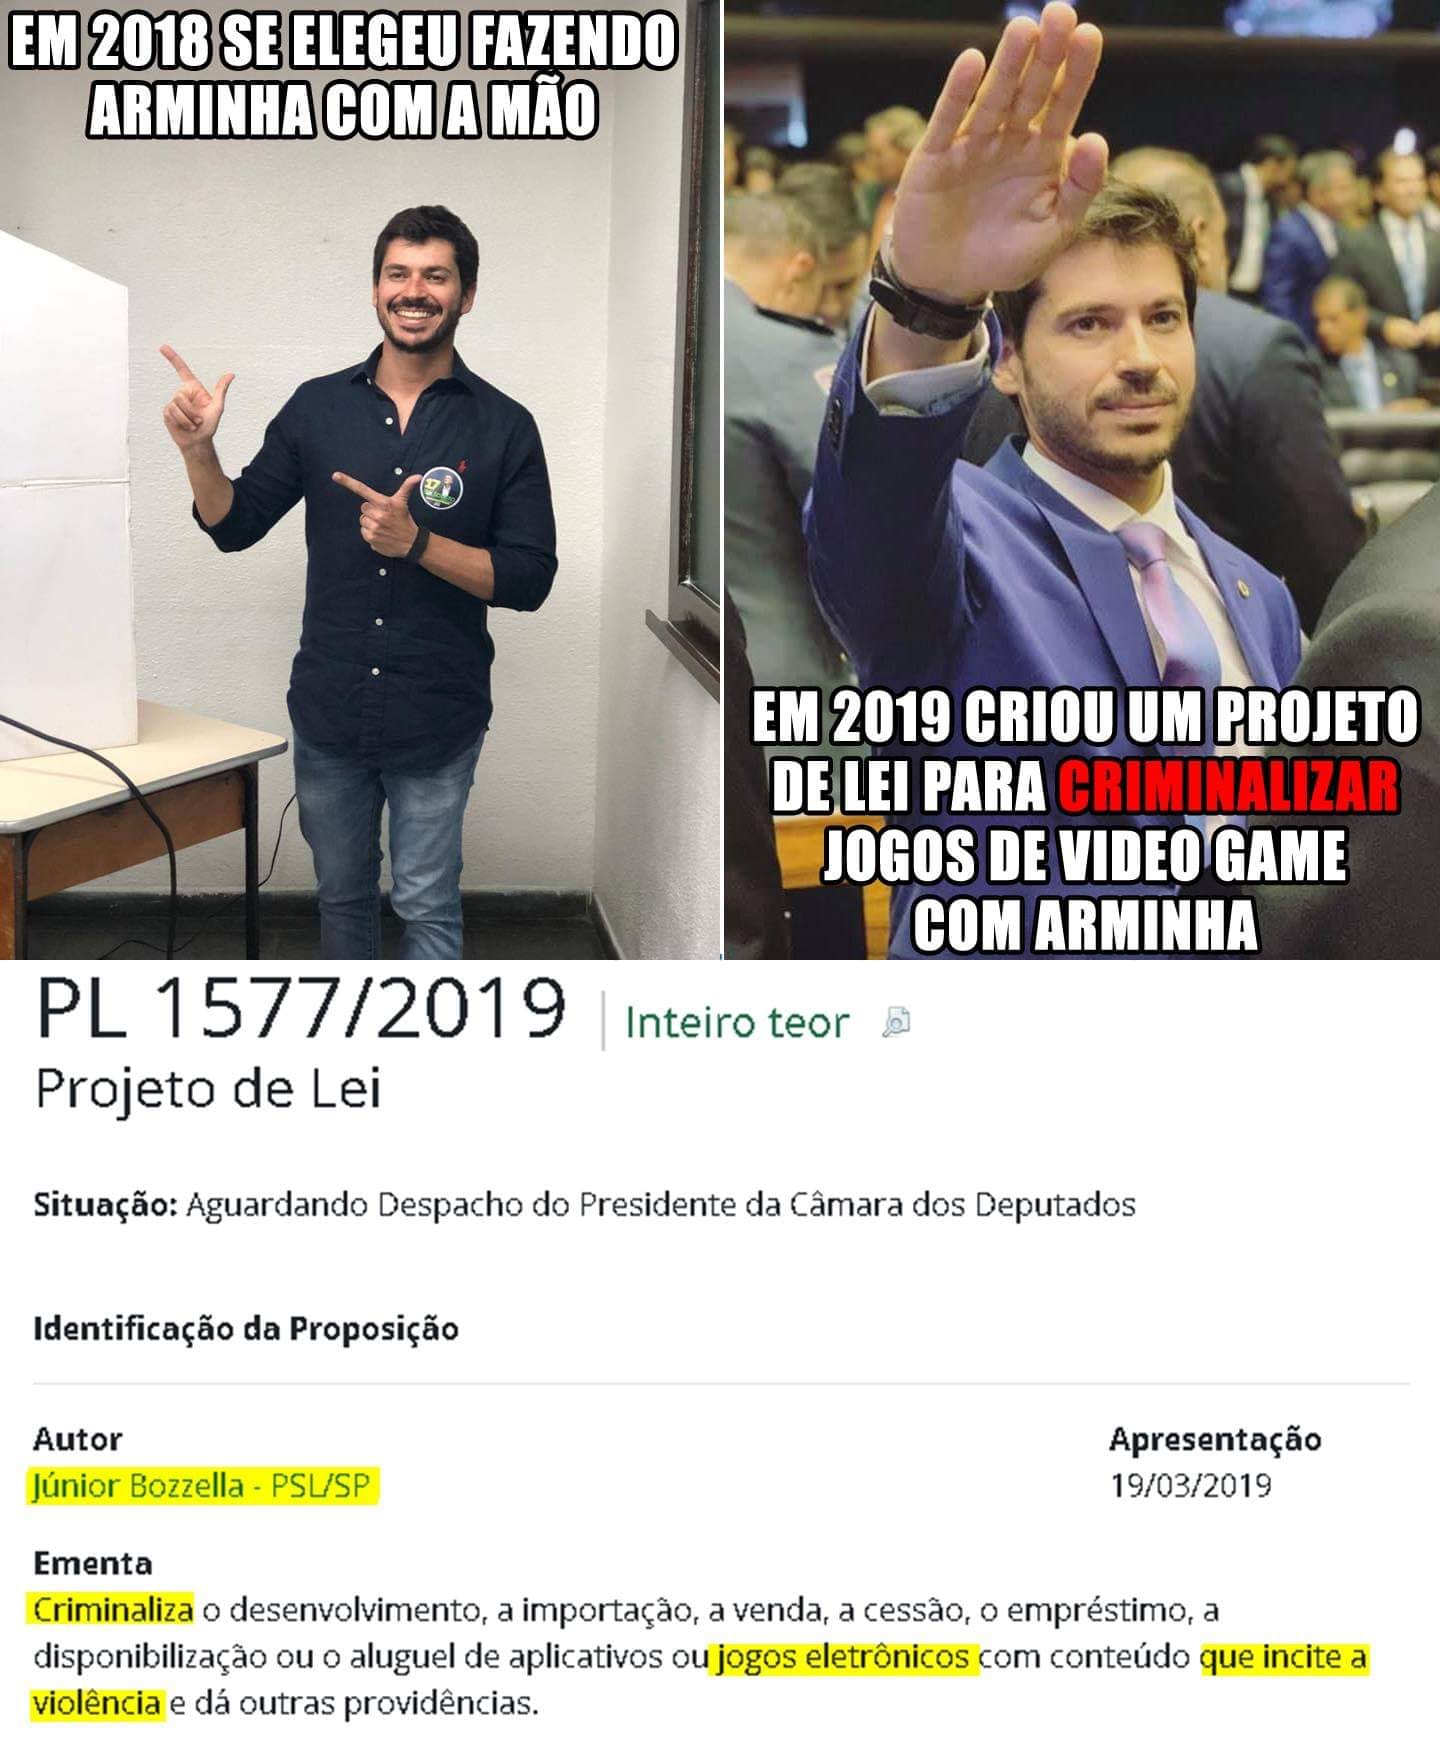 EM 2018 SE ELEGEU FAZENDO
ARMINHA COM A MÃO
17
EM 2019 CRIOU UM PROJETO
DE LEI PARA CRIMINALIZAR
JOGOS DE VIDEO GAME
COM ARMINHA
PL 1577/2019 Inteiro teor
Projeto de Lei
Situação: Aguardando Despacho do Presidente da Câmara dos Deputados
Identificação da Proposição
Autor
Júnior Bozzella - PSL/SP
Apresentação
19/03/2019
Ementa
Criminaliza o desenvolvimento, a importação, a venda, a cessão, o empréstimo, a
disponibilização ou o aluguel de aplicativos ou jogos eletrônicos com conteúdo que incite a
violência e dá outras providências.